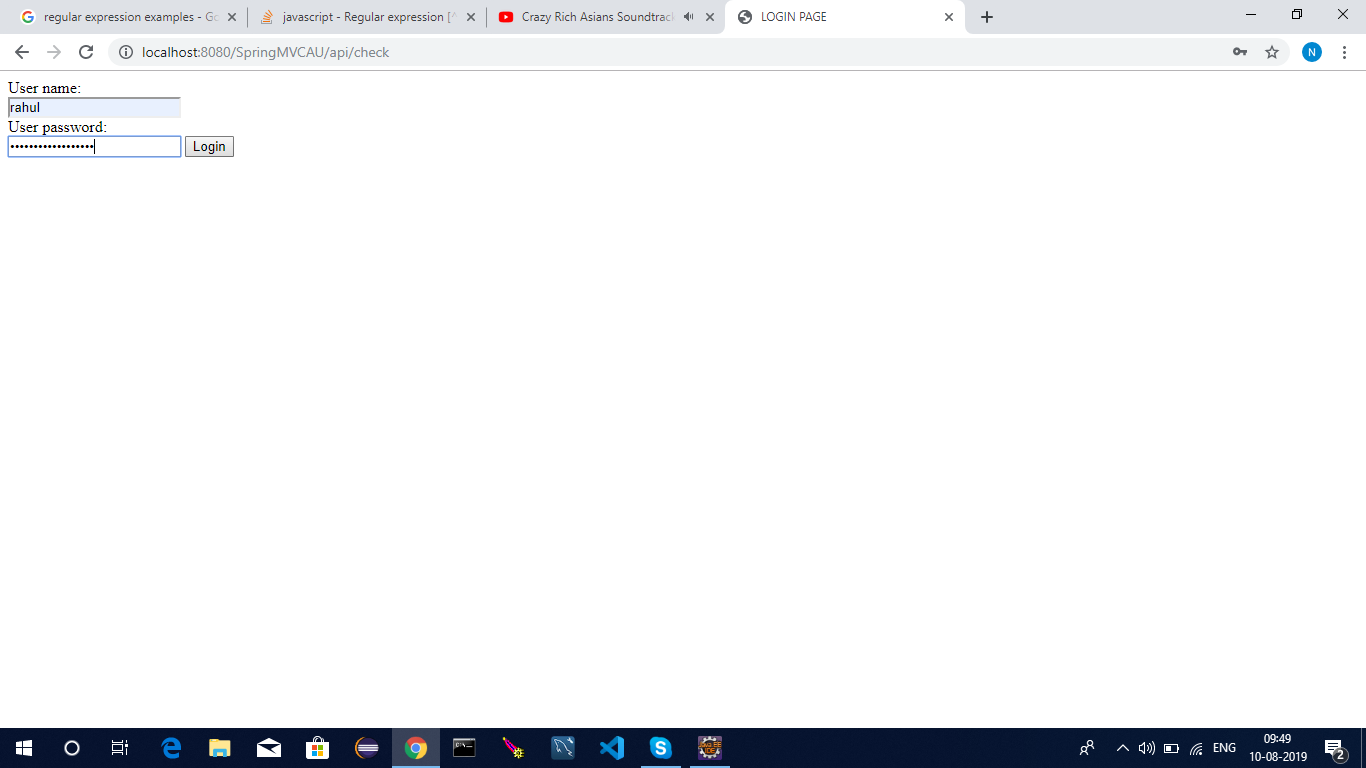 regular expression examples - Go
javascript - Regular expression [^
Crazy Rich Asians Soundtrack
LOGIN PAGE
localhost:8080/SpringMVCAU/api/check
N
User name:
rahul
User password:
••••••••••••••••••
Login
ENG
09:49
10-08-2019
2